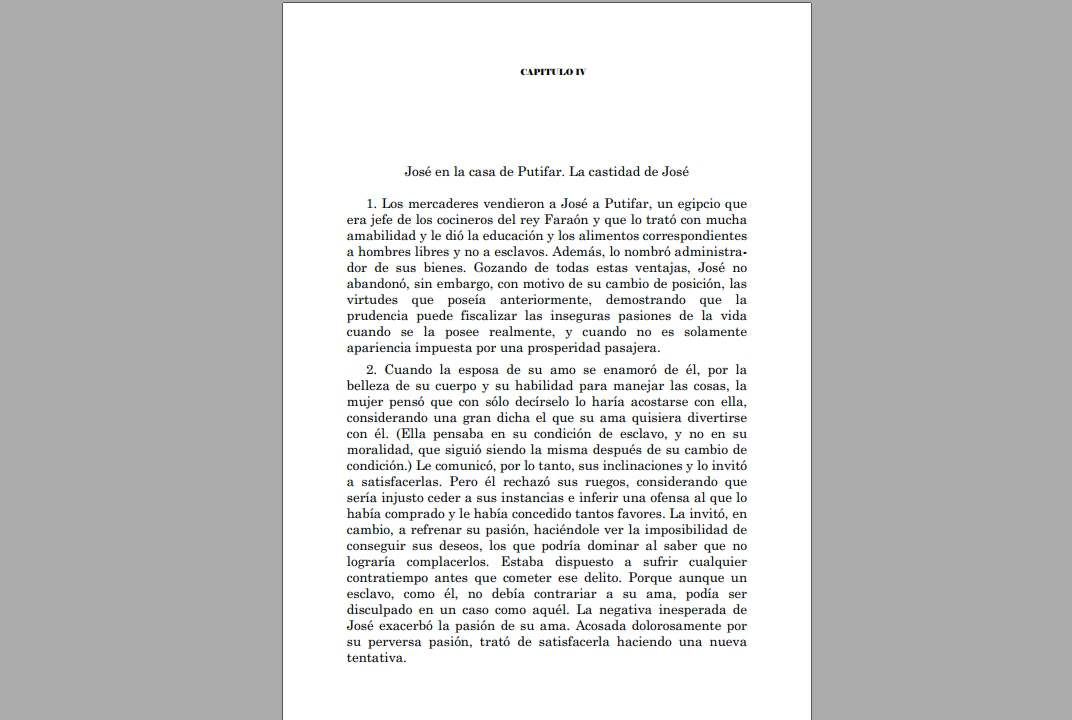 CAPITULO IV
José en la casa de Putifar. La castidad de José
1. Los mercaderes vendieron a José a Putifar, un egipcio que
era jefe de los cocineros del rey Faraón y que lo trató con mucha
amabilidad y le dió la educación y los alimentos correspondientes
a hombres libres y no a esclavos. Además, lo nombró administra-
dor de sus bienes. Gozando de todas estas ventajas, José no
abandonó, sin embargo, con motivo de su cambio de posición, las
virtudes que poseía anteriormente, demostrando que la
prudencia puede fiscalizar las inseguras pasiones de la vida
cuando se la posee realmente, y cuando no es solamente
apariencia impuesta por una prosperidad pasajera.
2. Cuando la esposa de su amo se enamoró de él, por la
belleza de su cuerpo y su habilidad para manejar las cosas, la
mujer pensó que con sólo decírselo lo haría acostarse con ella,
considerando una gran dicha el que su ama quisiera divertirse
con él. (Ella pensaba en su condición de esclavo, y no en su
moralidad, que siguió siendo la misma después de su cambio de
condición.) Le comunicó, por lo tanto, sus inclinaciones y lo invitó
a satisfacerlas. Pero él rechazó sus ruegos, considerando que
sería injusto ceder a sus instancias e inferir una ofensa al que lo
había comprado y le había concedido tantos favores. La invitó, en
cambio, a refrenar su pasión, haciéndole ver la imposibilidad de
conseguir sus deseos, los que podría dominar al saber que no
lograría complacerlos. Estaba dispuesto a sufrir cualquier
contratiempo antes que cometer ese delito. Porque aunque un
esclavo, como él, no debía contrariar a su ama, podía ser
disculpado en un caso como aquél. La negativa inesperada de
José exacerbó la pasión de su ama. Acosada dolorosamente por
su perversa pasión, trató de satisfacerla haciendo una nueva
tentativa.